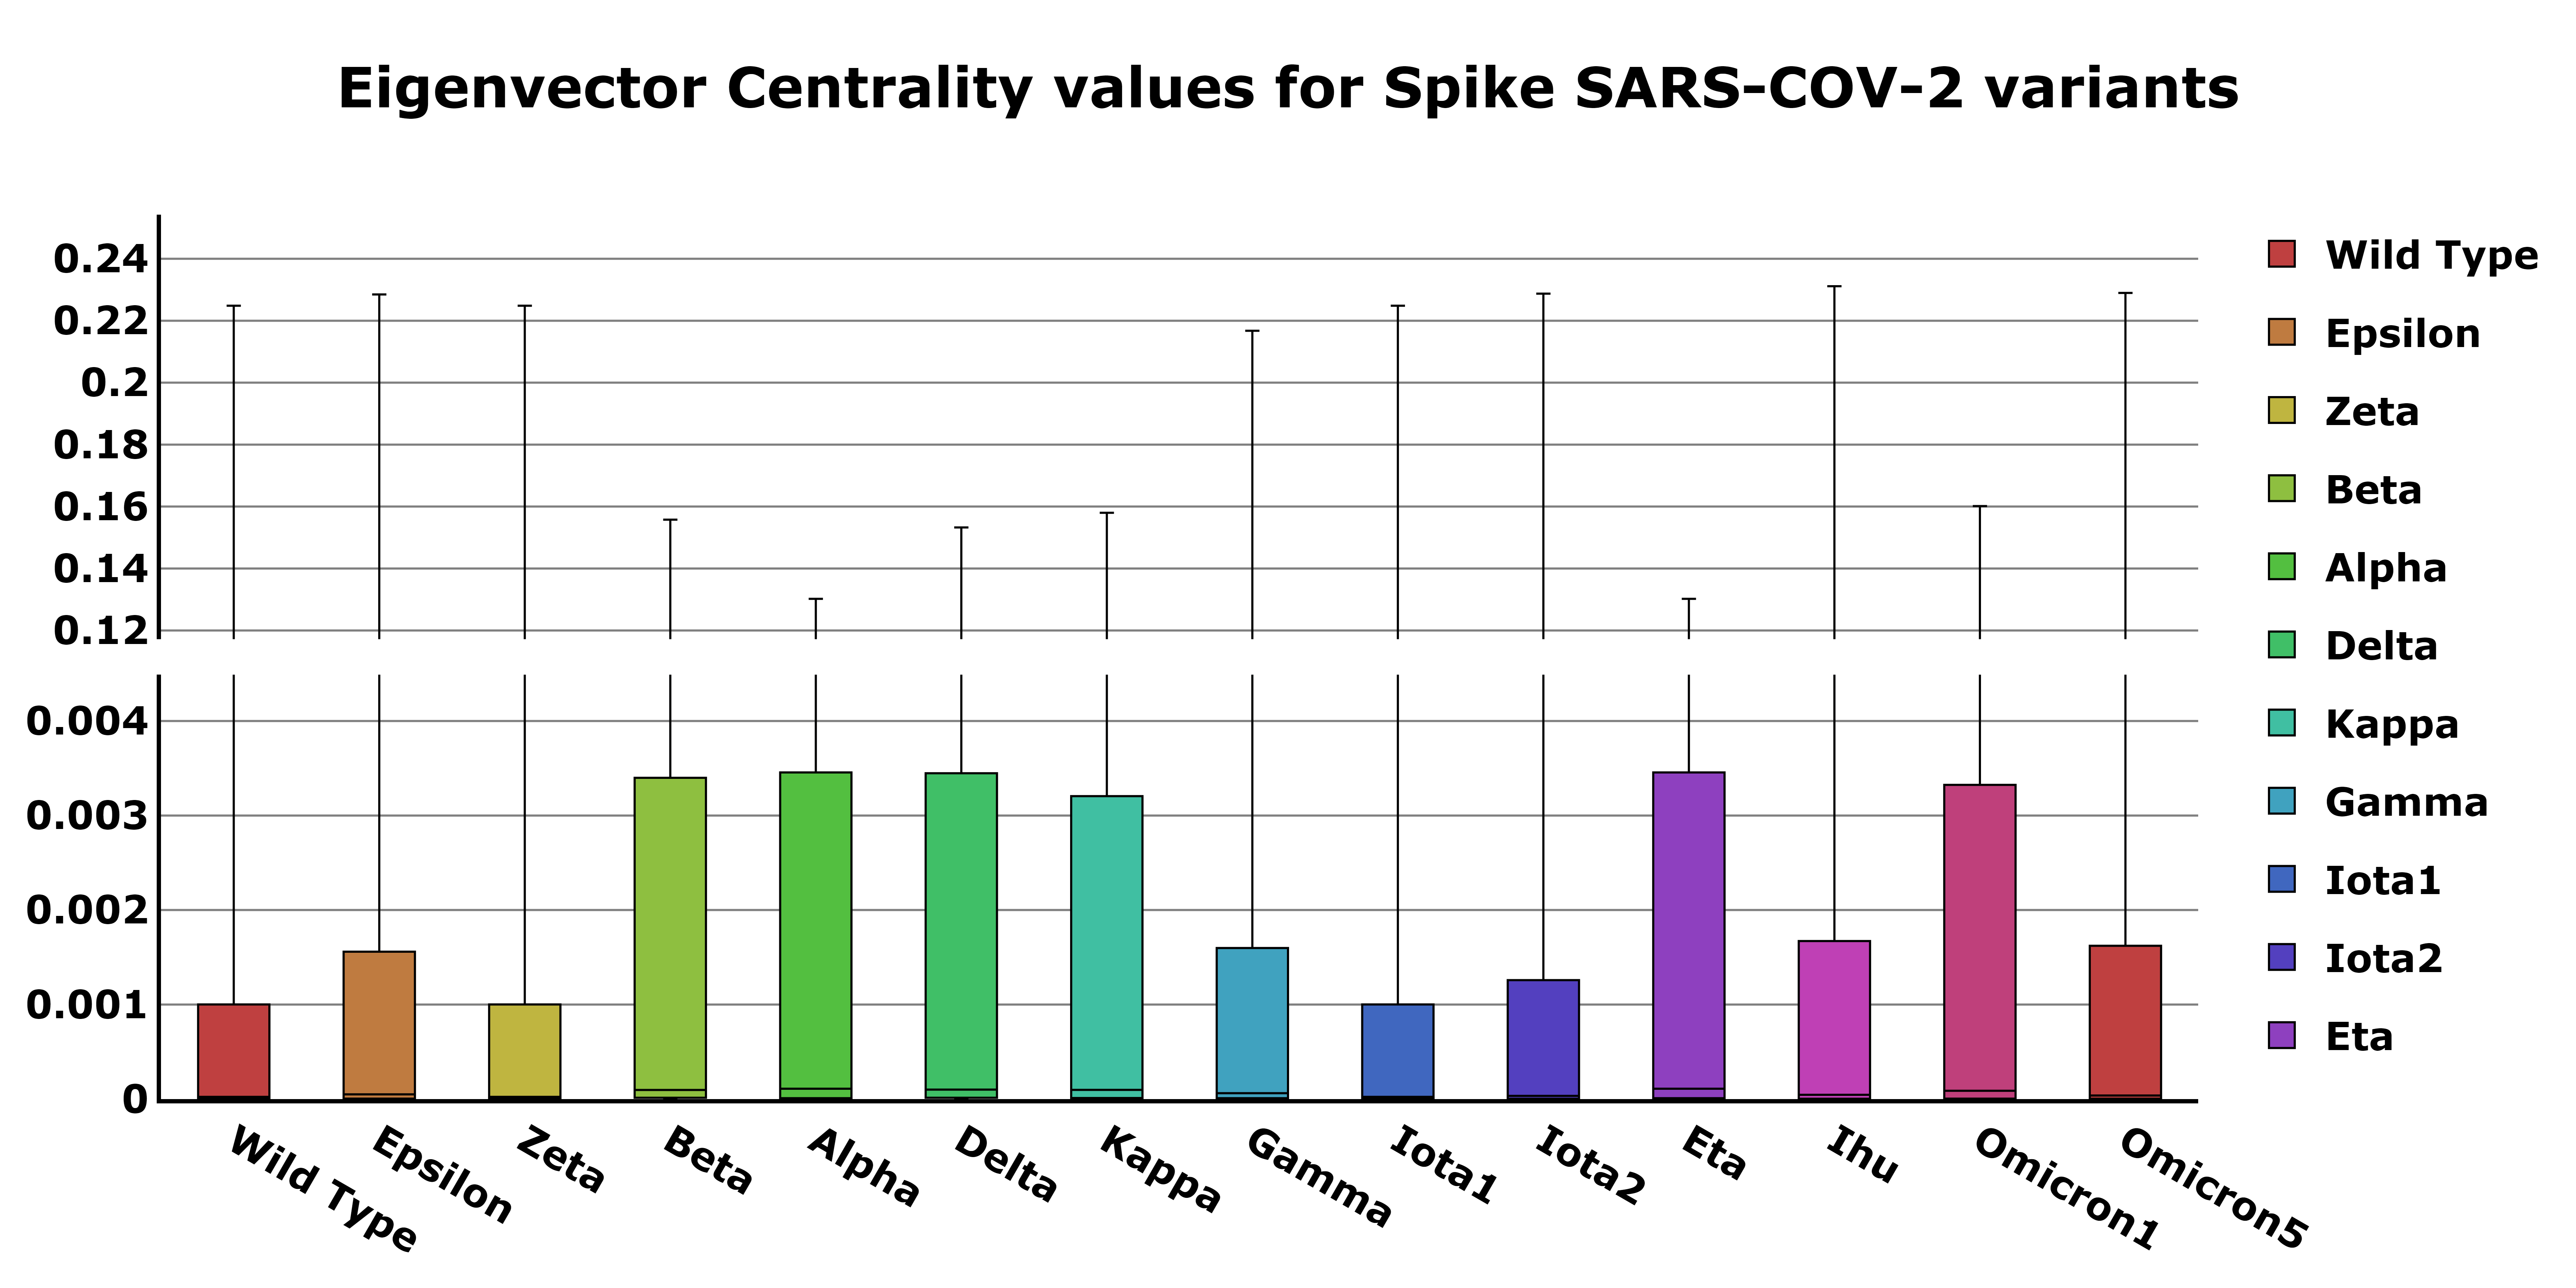 Eigenvector Centrality values for Spike SARS-COV-2 variants
0.24
0.22
0.2
0.18
0.16
0.14
0.12
0.004
0.003
0.002
0.001
0
Wild Type
Epsilon
Zeta
Beta
Alpha
Delta
Kappa
Gamma
Iota1
Iota2
Eta
Ihu
Omicron1
Omicron5
Wild Type
Epsilon
Zeta
Beta
Alpha
Delta
Kappa
Gamma
Iota1
Iota2
Eta